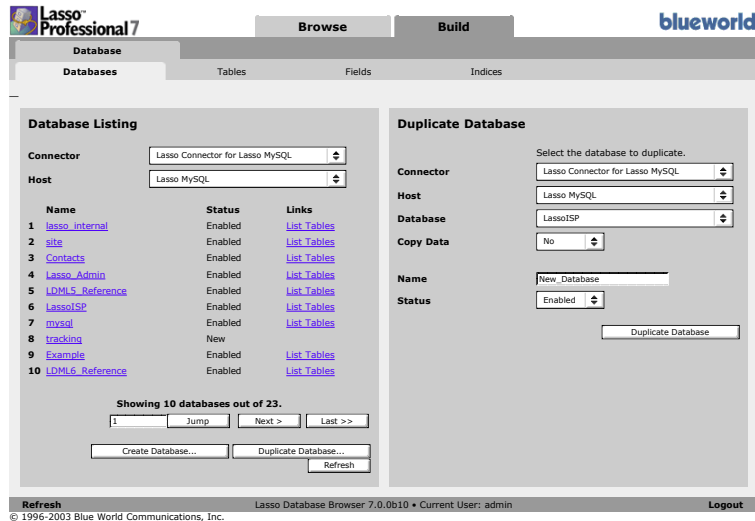 Lasso™
Professional 7
Browse
Build
blueworld
Database
Databases
Tables
Fields
Indices
Database Listing
Connector
Lasso Connector for Lasso MySQL
Host
Lasso MySQL
Name Status Links
1 lasso_internal Enabled List Tables
2 site Enabled List Tables
3 Contacts Enabled List Tables
4 Lasso_Admin Enabled List Tables
5 LDML5_Reference Enabled List Tables
6 LassoISP Enabled List Tables
7 mysql Enabled List Tables
8 tracking New
9 Example Enabled List Tables
10 LDML6_Reference Enabled List Tables
Showing 10 databases out of 23.
1 Jump Next > Last >>
Create Database... Duplicate Database...
Refresh
Duplicate Database
Select the database to duplicate.
Connector Lasso Connector for Lasso MySQL
Host Lasso MySQL
Database LassoISP
Copy Data No
Name New_Database
Status Enabled
Duplicate Database
Refresh Lasso Database Browser 7.0.0b10 • Current User: admin Logout
© 1996-2003 Blue World Communications, Inc.